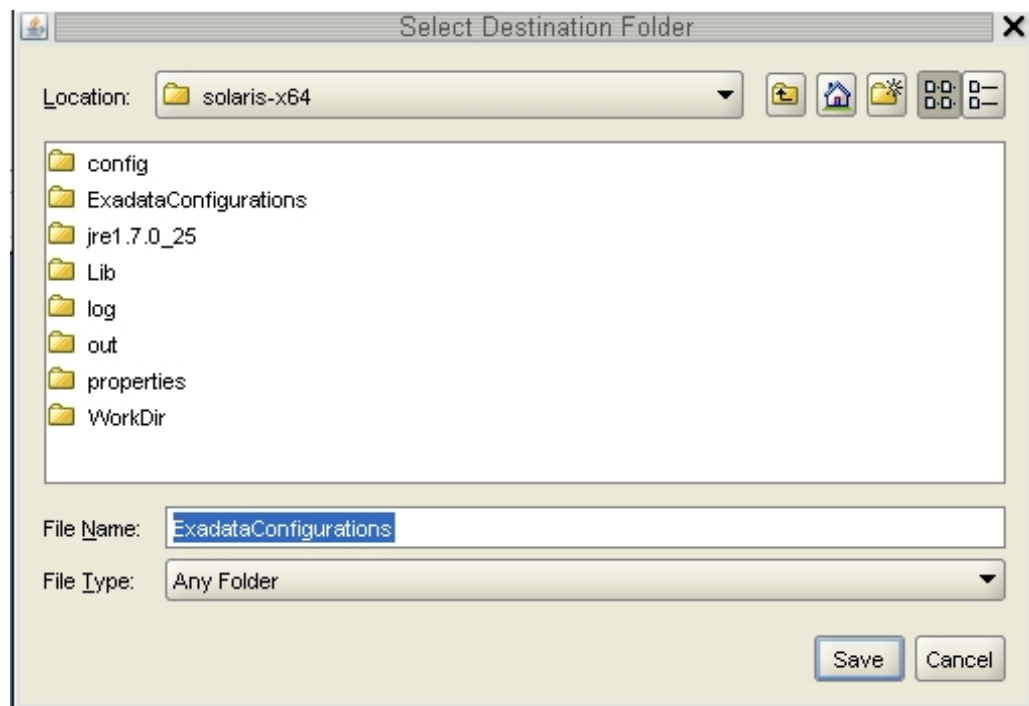 Select Destination Folder
Location: solaris-x64
config
ExadataConfigurations
jre1.7.0_25
Lib
log
out
properties
WorkDir
File Name: ExadataConfigurations
File Type: Any Folder
Save Cancel